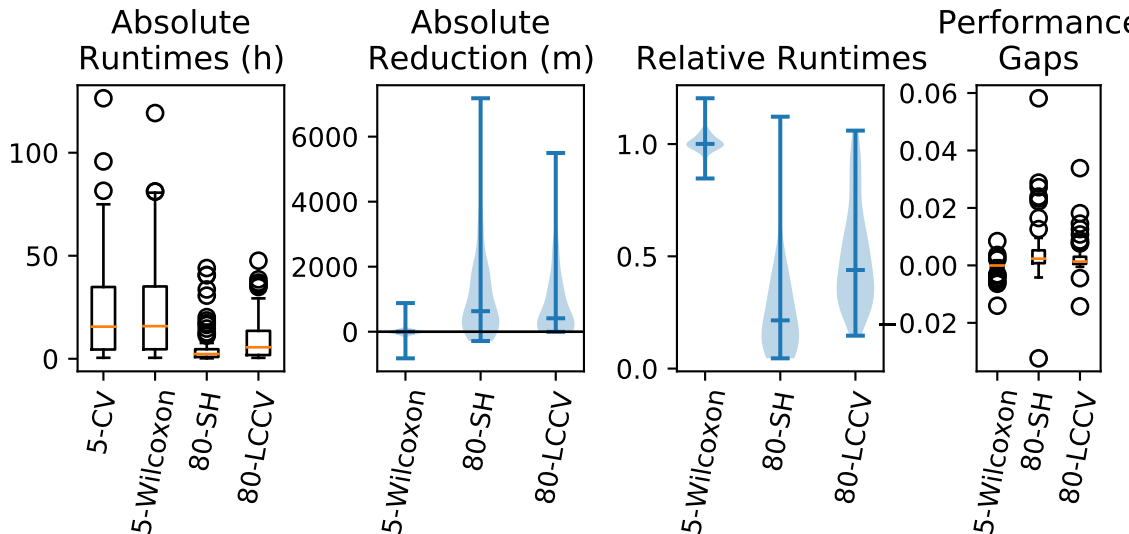 Absolute
Runtimes (h)
100
50
0
5-CV
5-Wilcoxon
80-SH
80-LCCV
Absolute
Reduction (m)
6000
4000
2000
0
5-Wilcoxon
80-SH
80-LCCV
Relative Runtimes
1.0
0.5
0.0
5-Wilcoxon
80-SH
80-LCCV
Performance
Gaps
0.06
0.04
0.02
0.00
−0.02
5-Wilcoxon
80-SH
80-LCCV